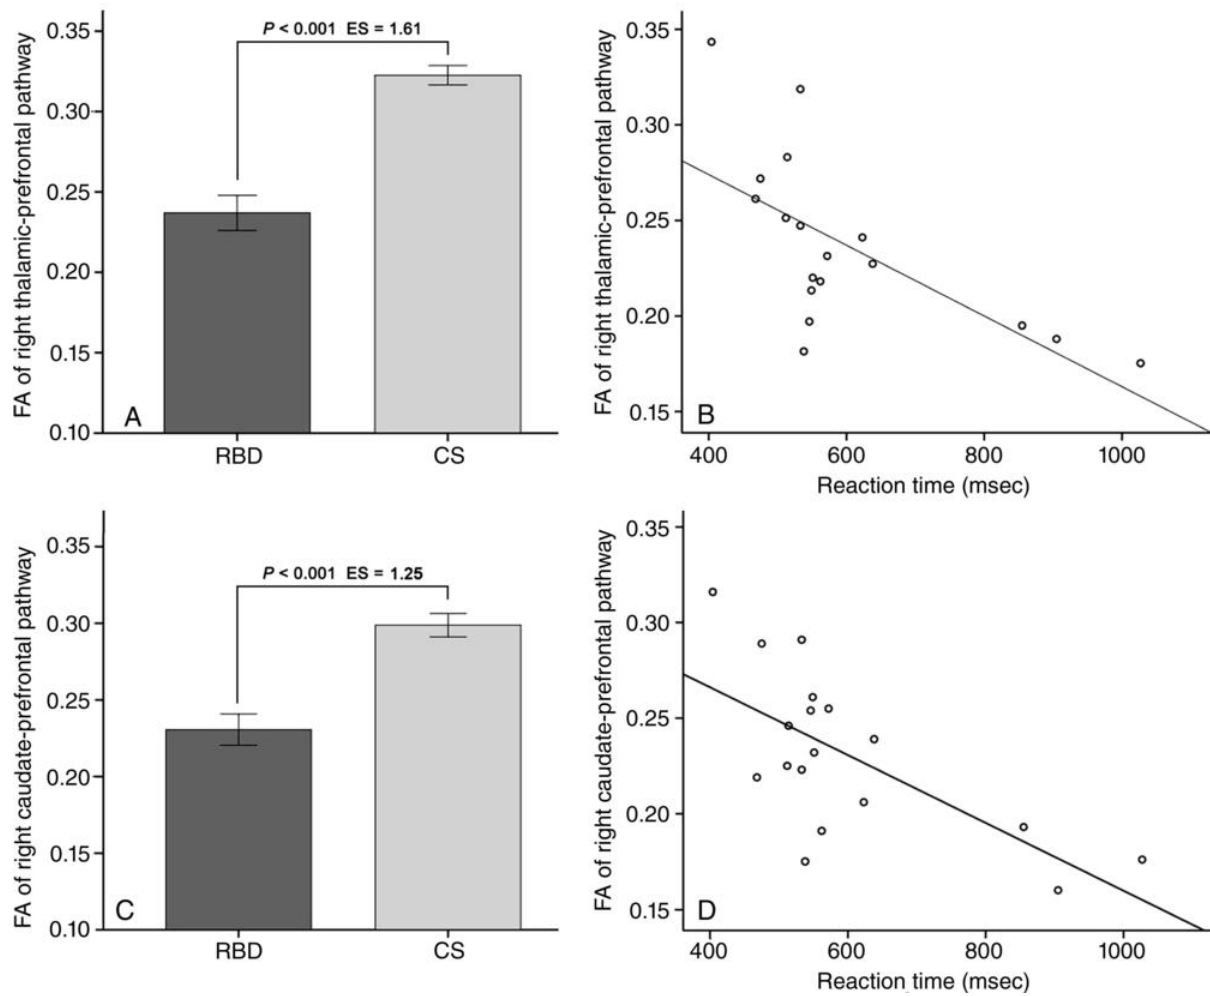 FA of right thalamic-prefrontal pathway
0.35
0.30
0.25
0.20
0.15
0.10
P < 0.001 ES = 1.61
A
RBD
CS
FA of right thalamic-prefrontal pathway
0.35
0.30
0.25
0.20
0.15
B
400
600
800
1000
Reaction time (msec)
FA of right caudate-prefrontal pathway
0.35
0.30
0.25
0.20
0.15
0.10
P < 0.001 ES = 1.25
C
RBD
CS
FA of right caudate-prefrontal pathway
0.35
0.30
0.25
0.20
0.15
D
400
600
800
1000
Reaction time (msec)